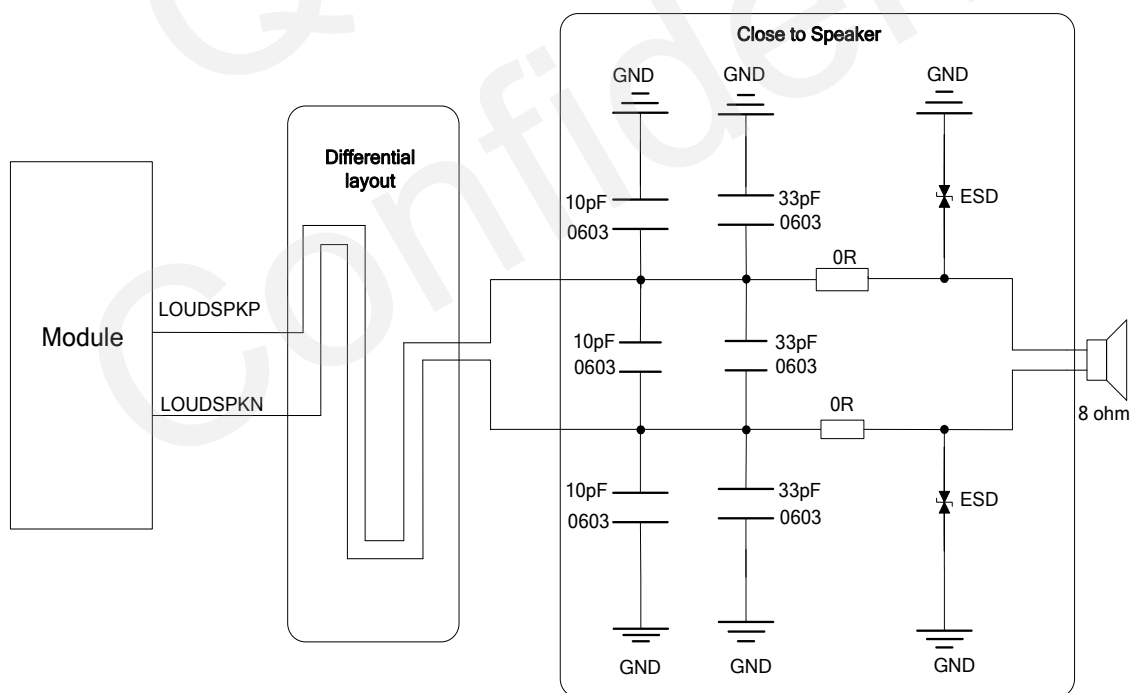 Close to Speaker
GND
GND
GND
Differential
layout
10pF
0603
33pF
0603
ESD
0R
LOUDSPKP
Module
10pF
0603
33pF
0603
LOUDSPKN
0R
8 ohm
10pF
0603
33pF
0603
ESD
GND
GND
GND